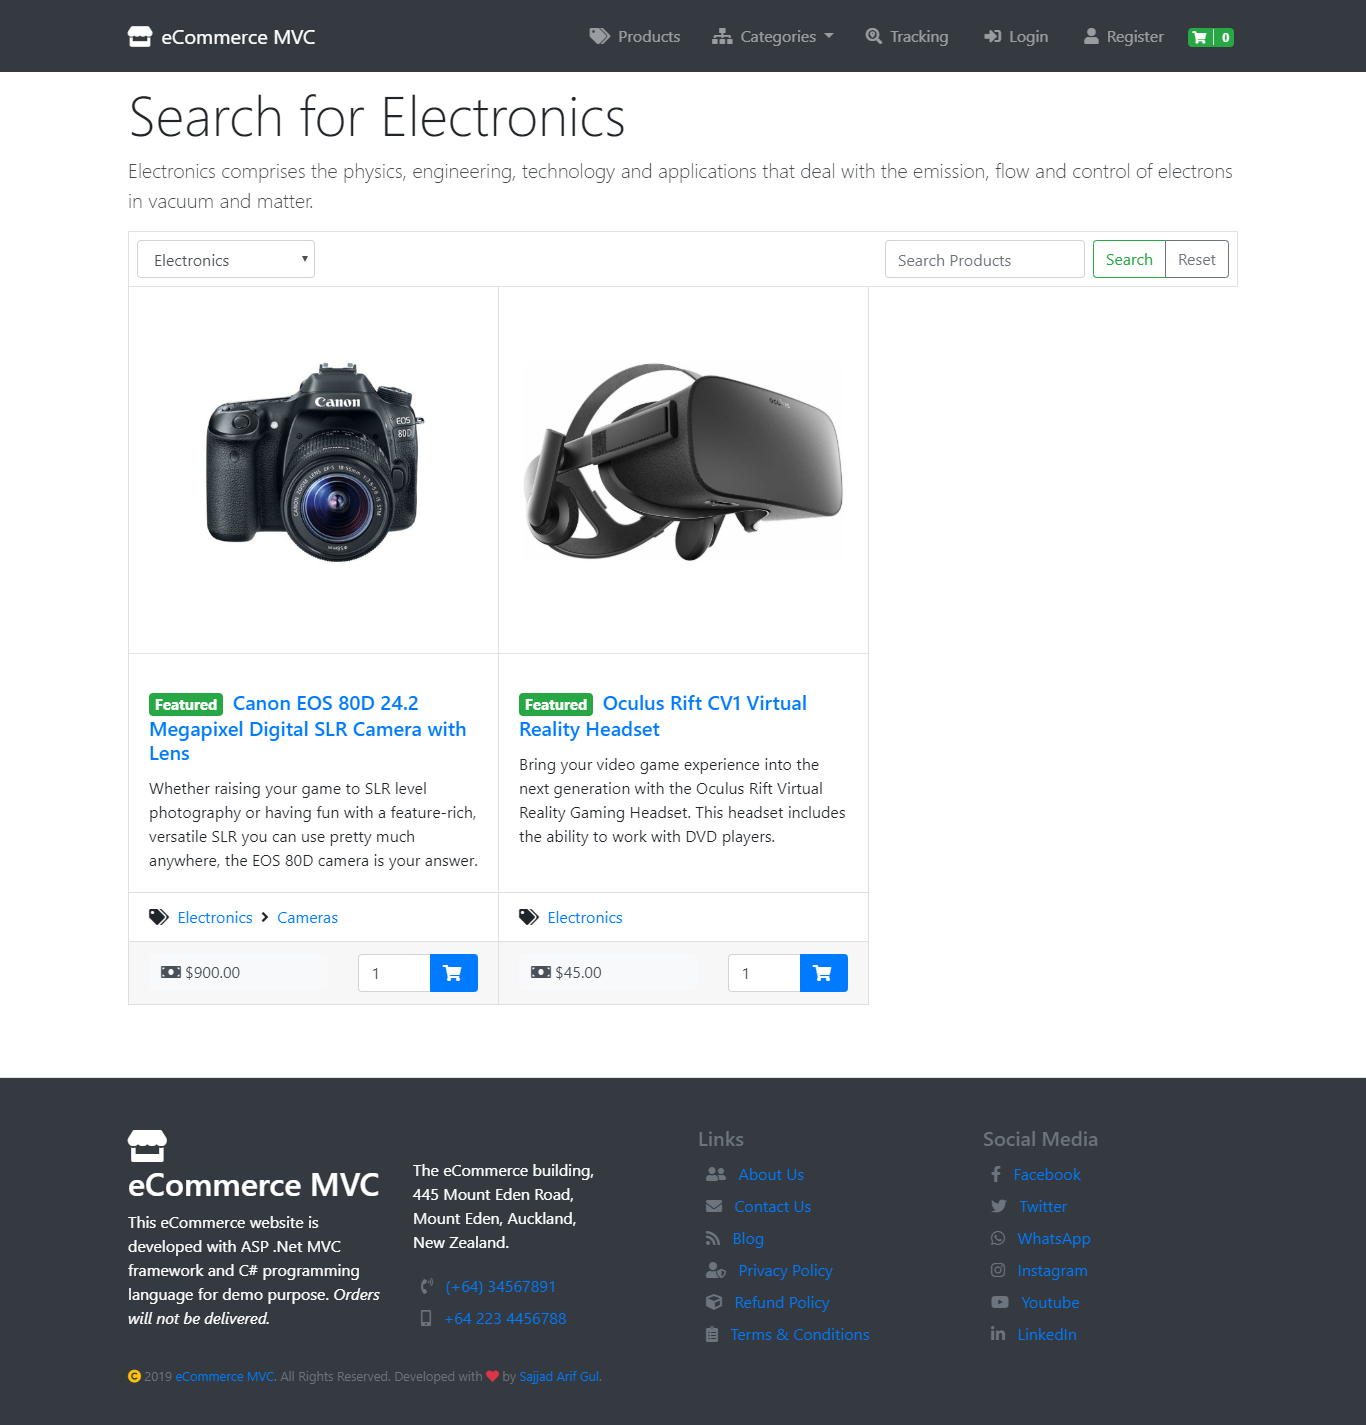 eCommerce MVC
Products
Categories
Tracking
Login
Register
0
Search for Electronics
Electronics comprises the physics, engineering, technology and applications that deal with the emission, flow and control of electrons
in vacuum and matter.
Electronics
Search Products
Search
Reset
Canon
EOS
80D
Featured Canon EOS 80D 24.2
Megapixel Digital SLR Camera with
Lens
Whether raising your game to SLR level
photography or having fun with a feature-rich,
versatile SLR you can use pretty much
anywhere, the EOS 80D camera is your answer.
Electronics > Cameras
$900.00
1
Featured Oculus Rift CV1 Virtual
Reality Headset
Bring your video game experience into the
next generation with the Oculus Rift Virtual
Reality Gaming Headset. This headset includes
the ability to work with DVD players.
Electronics
$45.00
1
eCommerce MVC
This eCommerce website is
developed with ASP .Net MVC
framework and C# programming
language for demo purpose. Orders
will not be delivered.
The eCommerce building,
445 Mount Eden Road,
Mount Eden, Auckland,
New Zealand.
(+64) 34567891
+64 223 4456788
Links
About Us
Contact Us
Blog
Privacy Policy
Refund Policy
Terms & Conditions
Social Media
Facebook
Twitter
WhatsApp
Instagram
Youtube
LinkedIn
© 2019 eCommerce MVC. All Rights Reserved. Developed with ❤ by Sajjad Arif Gul.